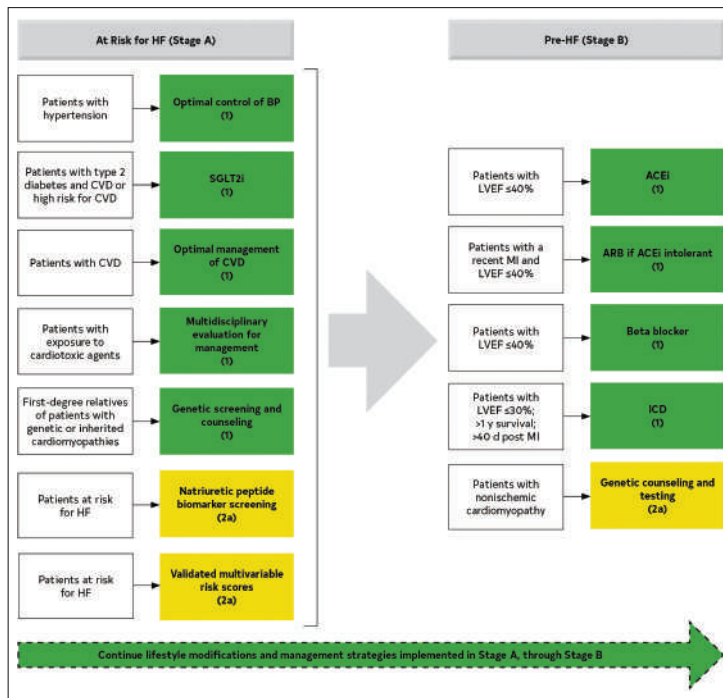 At Risk for HF (Stage A)
Patients with
hypertension
Optimal control of BP
(1)
Patients with type 2
diabetes and CVD or
high risk for CVD
SGLT2i
(1)
Patients with CVD
Optimal management
of CVD
(1)
Patients with
exposure to
cardiotoxic agents
Multidisciplinary
evaluation for
management
(1)
First-degree relatives
of patients with
genetic or inherited
cardiomyopathies
Genetic screening and
counseling
(1)
Patients at risk
for HF
Natriuretic peptide
biomarker screening
(2a)
Patients at risk
for HF
Validated multivariable
risk scores
(2a)
Pre-HF (Stage B)
Patients with
LVEF ≤40%
ACEi
(1)
Patients with a
recent MI and
LVEF ≤40%
ARB if ACEi intolerant
(1)
Patients with
LVEF ≤40%
Beta blocker
(1)
Patients with
LVEF ≤30%;
>1 y survival;
>40 d post MI
ICD
(1)
Patients with
nonischemic
cardiomyopathy
Genetic counseling and
testing
(2a)
Continue lifestyle modifications and management strategies implemented in Stage A, through Stage B